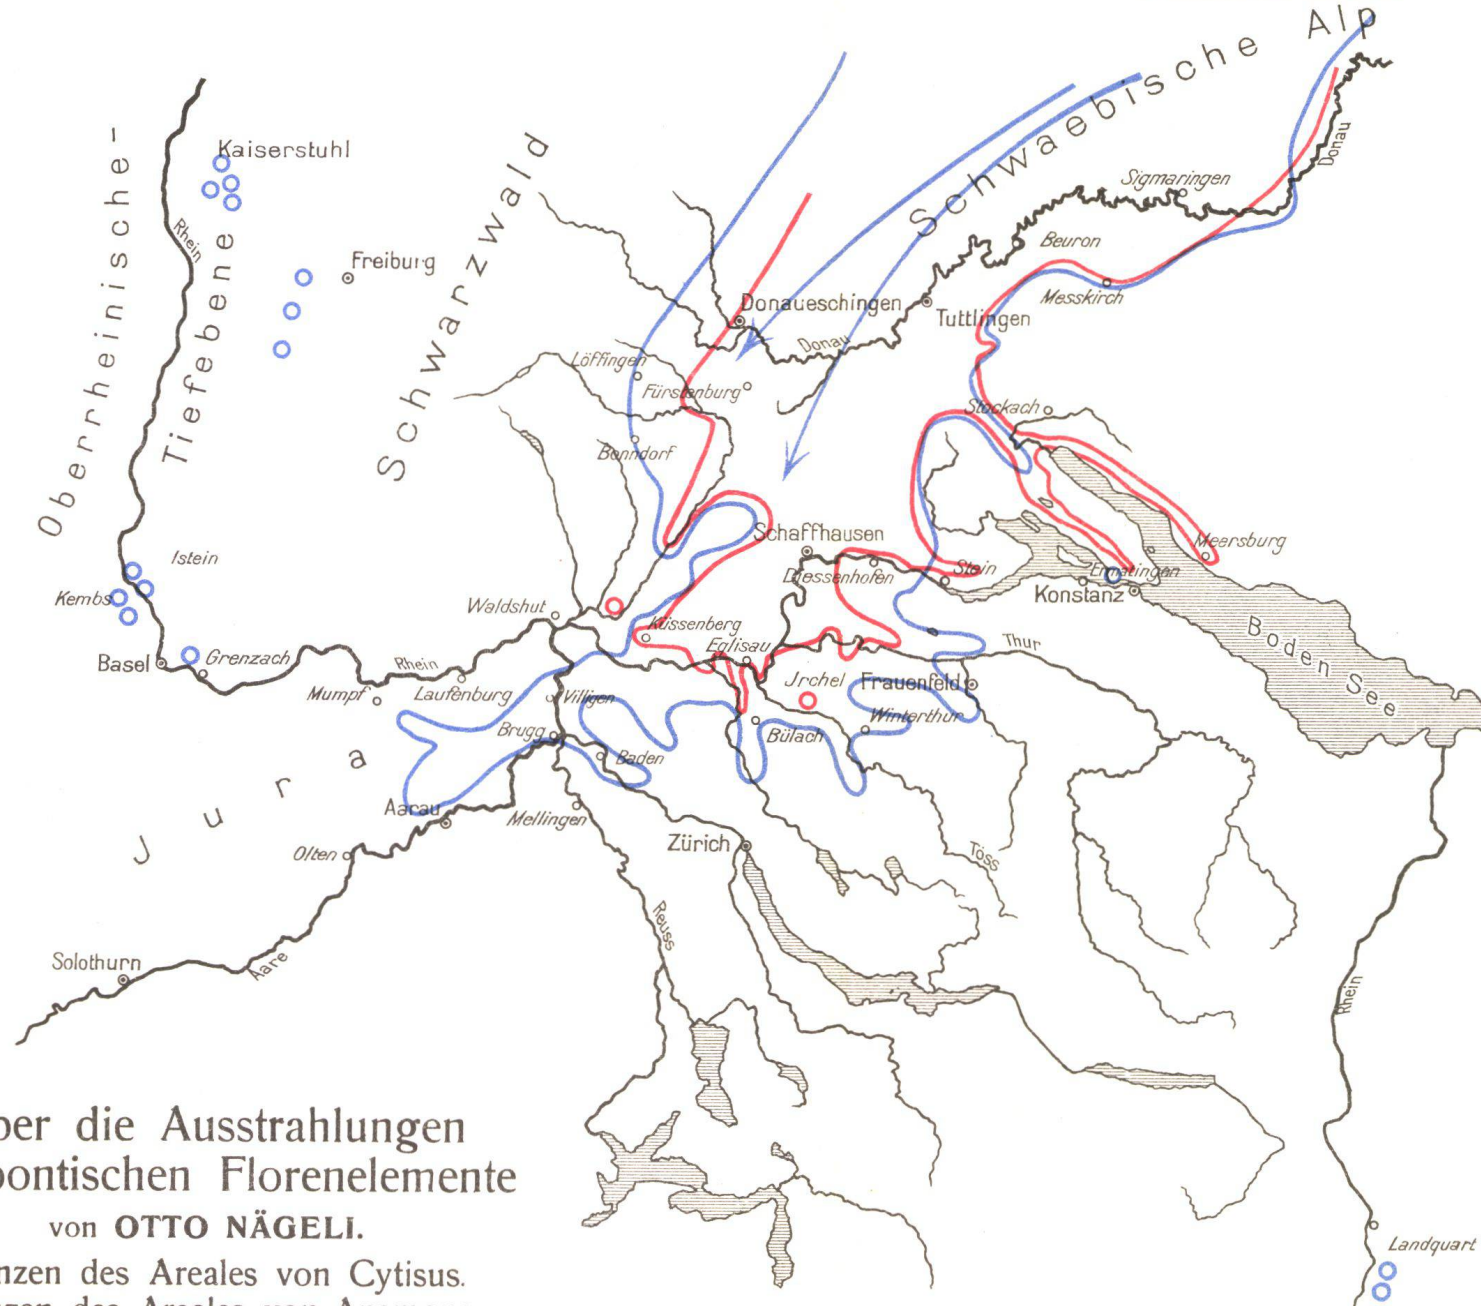 Schwaebische Alp
Oberrheinische-
Tiefebene
Kaiserstuhl
Schwarzwald
Rhein
Freiburg
Donau
Sigmaringen
Beuron
Messkirch
Donaueschingen
Tuttlingen
Donau
Löffingen
Fürstenburg
Stockach
Bonndorf
Schaffhausen
Meersburg
Istein
Diessenhofen
Stein
Ermatingen
Kembs
Waldshut
Konstanz
Küssenberg
Eglisau
Thur
Boden See
Basel
Grenzach
Rhein
Mumpf
Laufenburg
Villigen
Jrchel
Frauenfeld
Brugg
Bülach
Winterthur
Jura
Baden
Aarau
Mellingen
Zürich
Olten
Töss
Reuss
Solothurn
Aare
Rhein
Landquart
die Ausstrahlungen
Florenelemente
von OTTO NÄGELI.
des Areales von Cytisus.